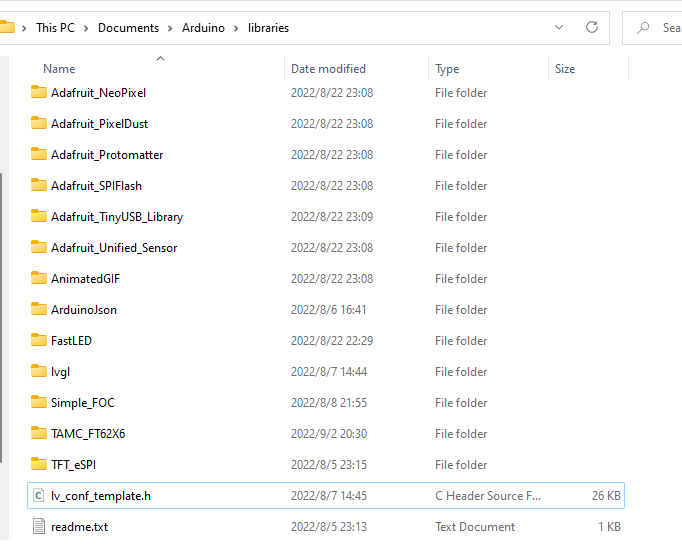 This PC > Documents > Arduino > libraries
Sea
Name Date modified Type Size
Adafruit_NeoPixel 2022/8/22 23:08 File folder
Adafruit_PixelDust 2022/8/22 23:08 File folder
Adafruit_Protomatter 2022/8/22 23:08 File folder
Adafruit_SPIFlash 2022/8/22 23:08 File folder
Adafruit_TinyUSB_Library 2022/8/22 23:09 File folder
Adafruit_Unified_Sensor 2022/8/22 23:08 File folder
AnimatedGIF 2022/8/22 23:08 File folder
ArduinoJson 2022/8/6 16:41 File folder
FastLED 2022/8/22 22:29 File folder
lvgl 2022/8/7 14:44 File folder
Simple_FOC 2022/8/8 21:55 File folder
TAMC_FT62X6 2022/9/2 20:30 File folder
TFT_eSPI 2022/8/5 23:15 File folder
lv_conf_template.h 2022/8/7 14:45 C Header Source F... 26 KB
readme.txt 2022/8/5 23:13 Text Document 1 KB